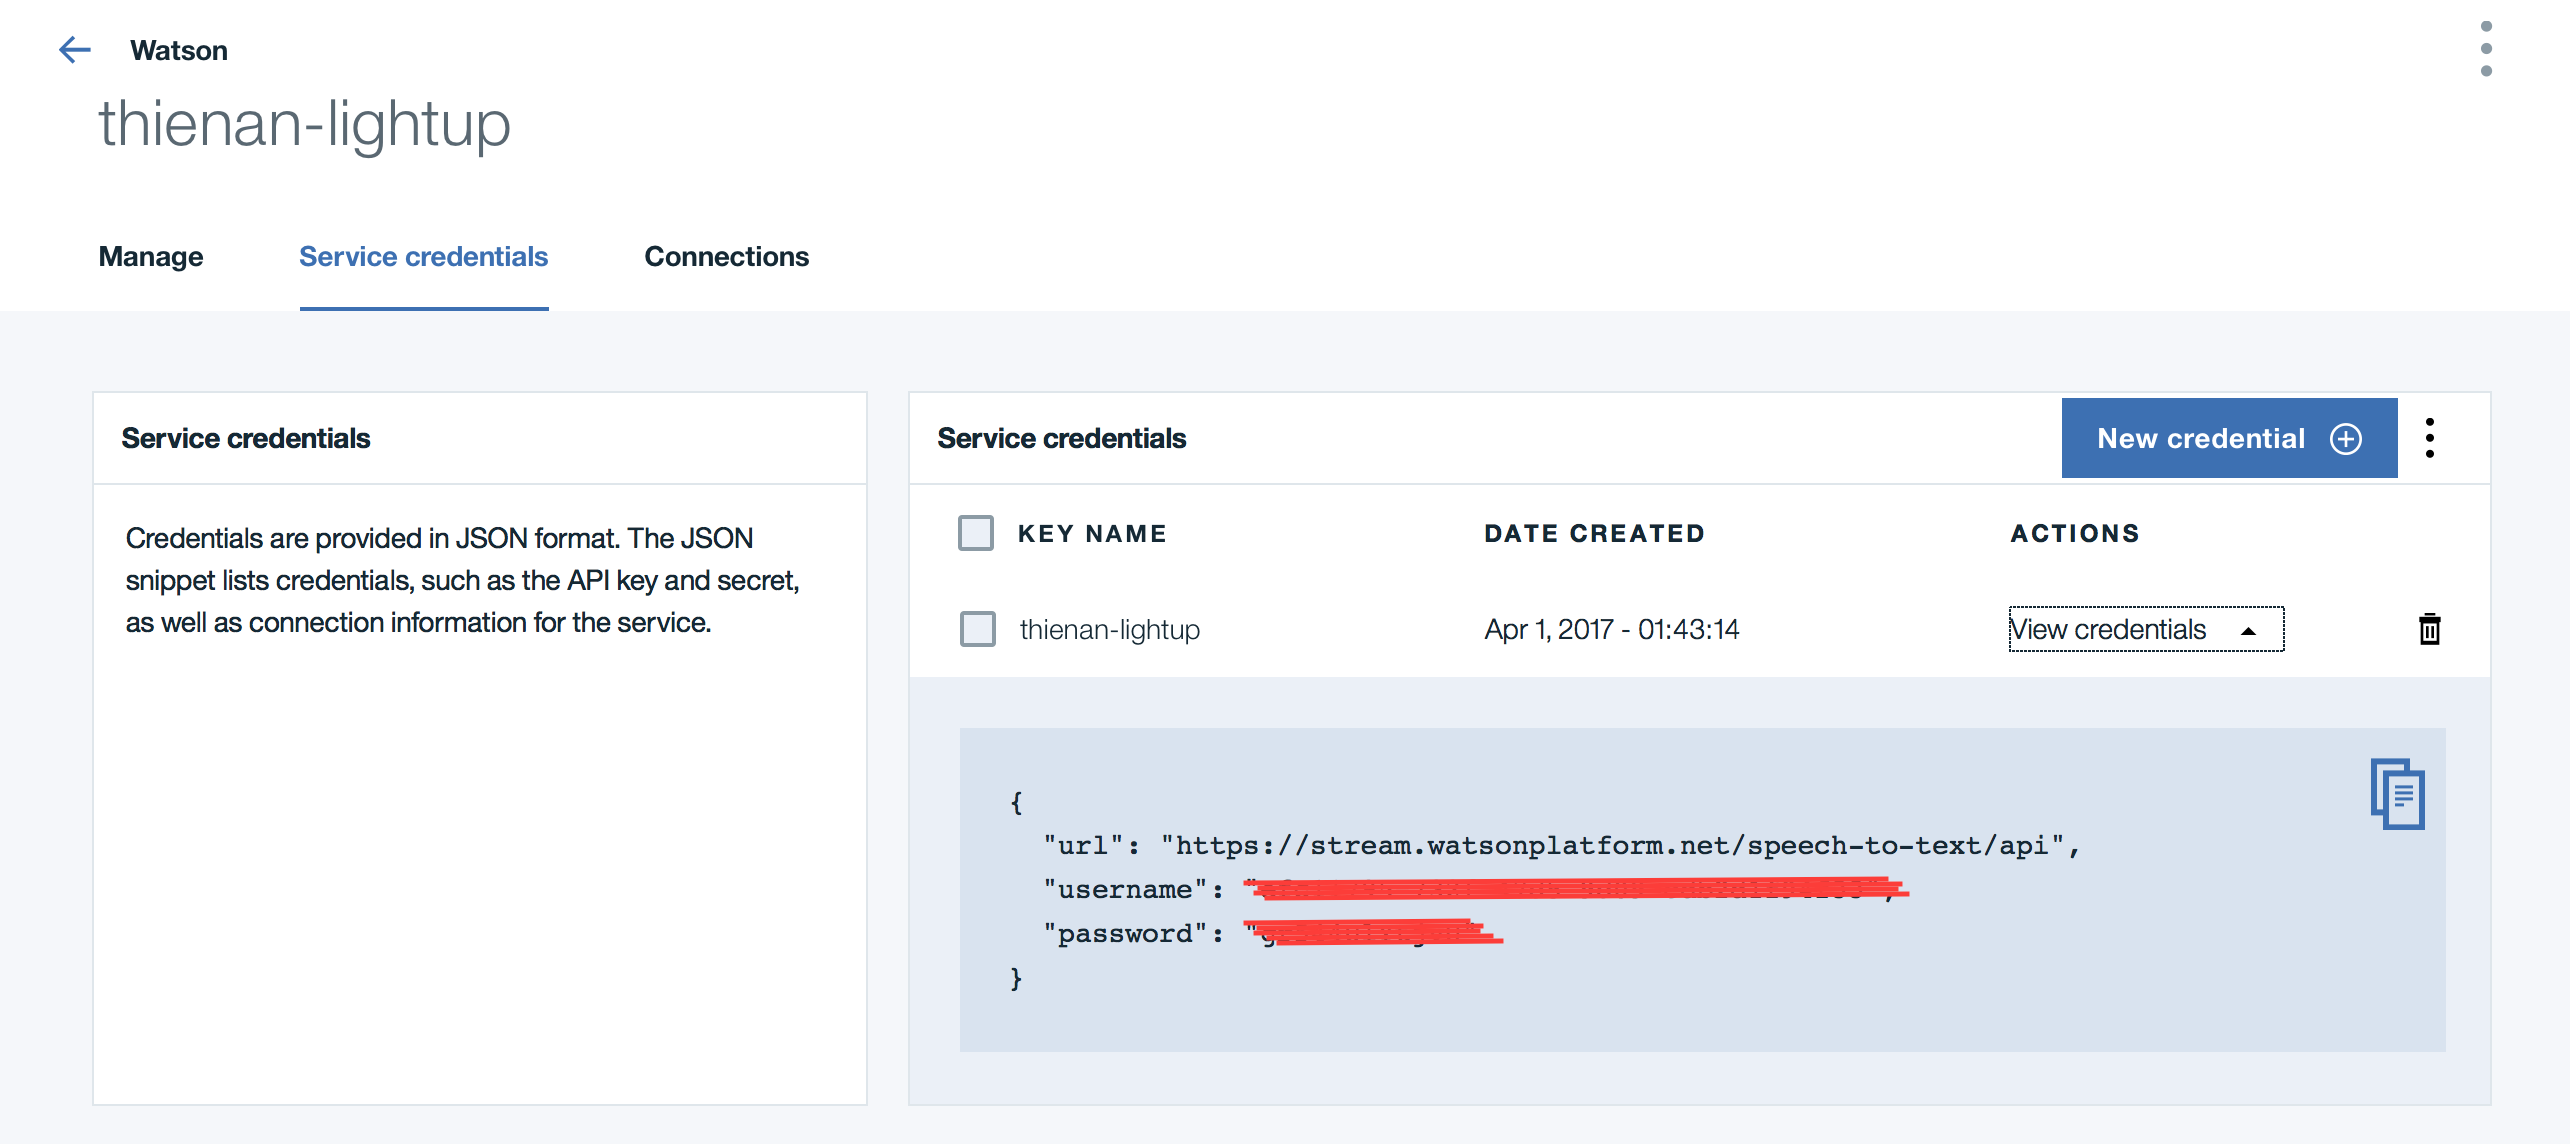 Watson
thienan-lightup
Manage Service credentials Connections
Service credentials
Credentials are provided in JSON format. The JSON
snippet lists credentials, such as the API key and secret,
as well as connection information for the service.
Service credentials New credential
KEY NAME DATE CREATED ACTIONS
thienan-lightup Apr 1, 2017 - 01:43:14 View credentials
{
"url": "https://stream.watsonplatform.net/speech-to-text/api",
"username":
"password":
}